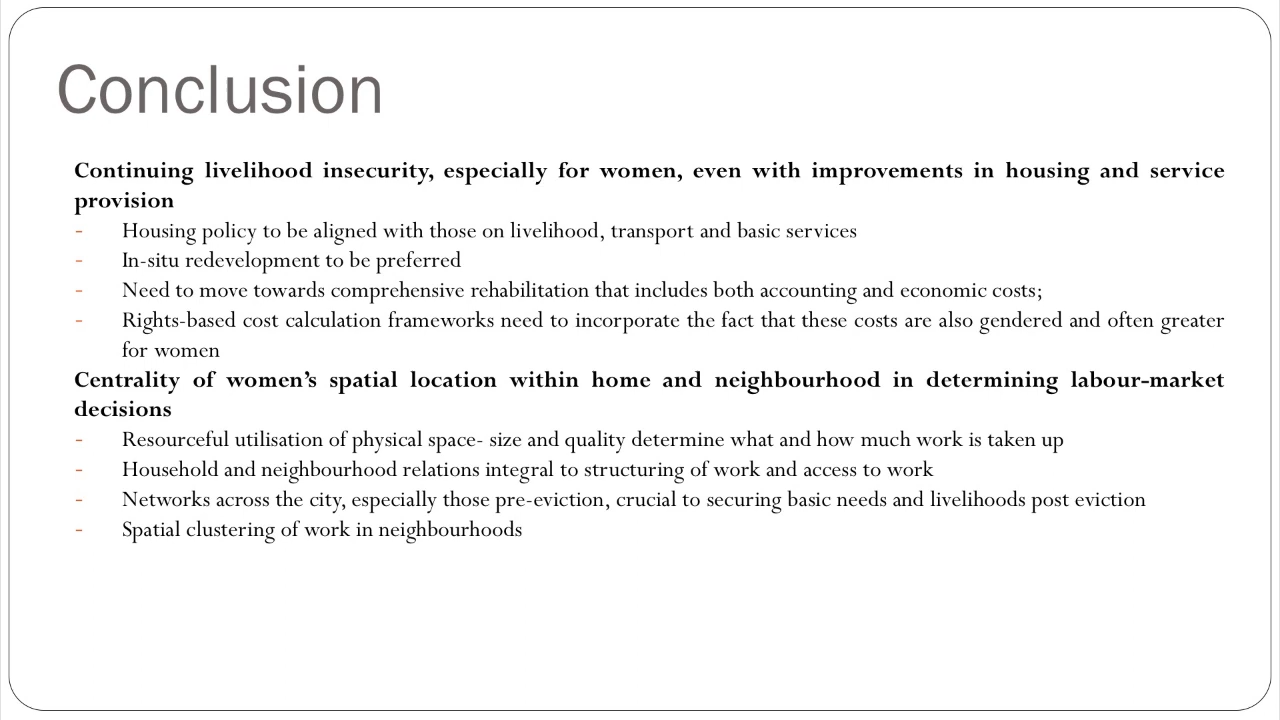 Conclusion
Continuing livelihood insecurity, especially for women, even with improvements in housing and service
provision
- Housing policy to be aligned with those on livelihood, transport and basic services
- In-situ redevelopment to be preferred
- Need to move towards comprehensive rehabilitation that includes both accounting and economic costs;
- Rights-based cost calculation frameworks need to incorporate the fact that these costs are also gendered and often greater
for women
Centrality of women’s spatial location within home and neighbourhood in determining labour-market
decisions
- Resourceful utilisation of physical space- size and quality determine what and how much work is taken up
- Household and neighbourhood relations integral to structuring of work and access to work
- Networks across the city, especially those pre-eviction, crucial to securing basic needs and livelihoods post eviction
- Spatial clustering of work in neighbourhoods